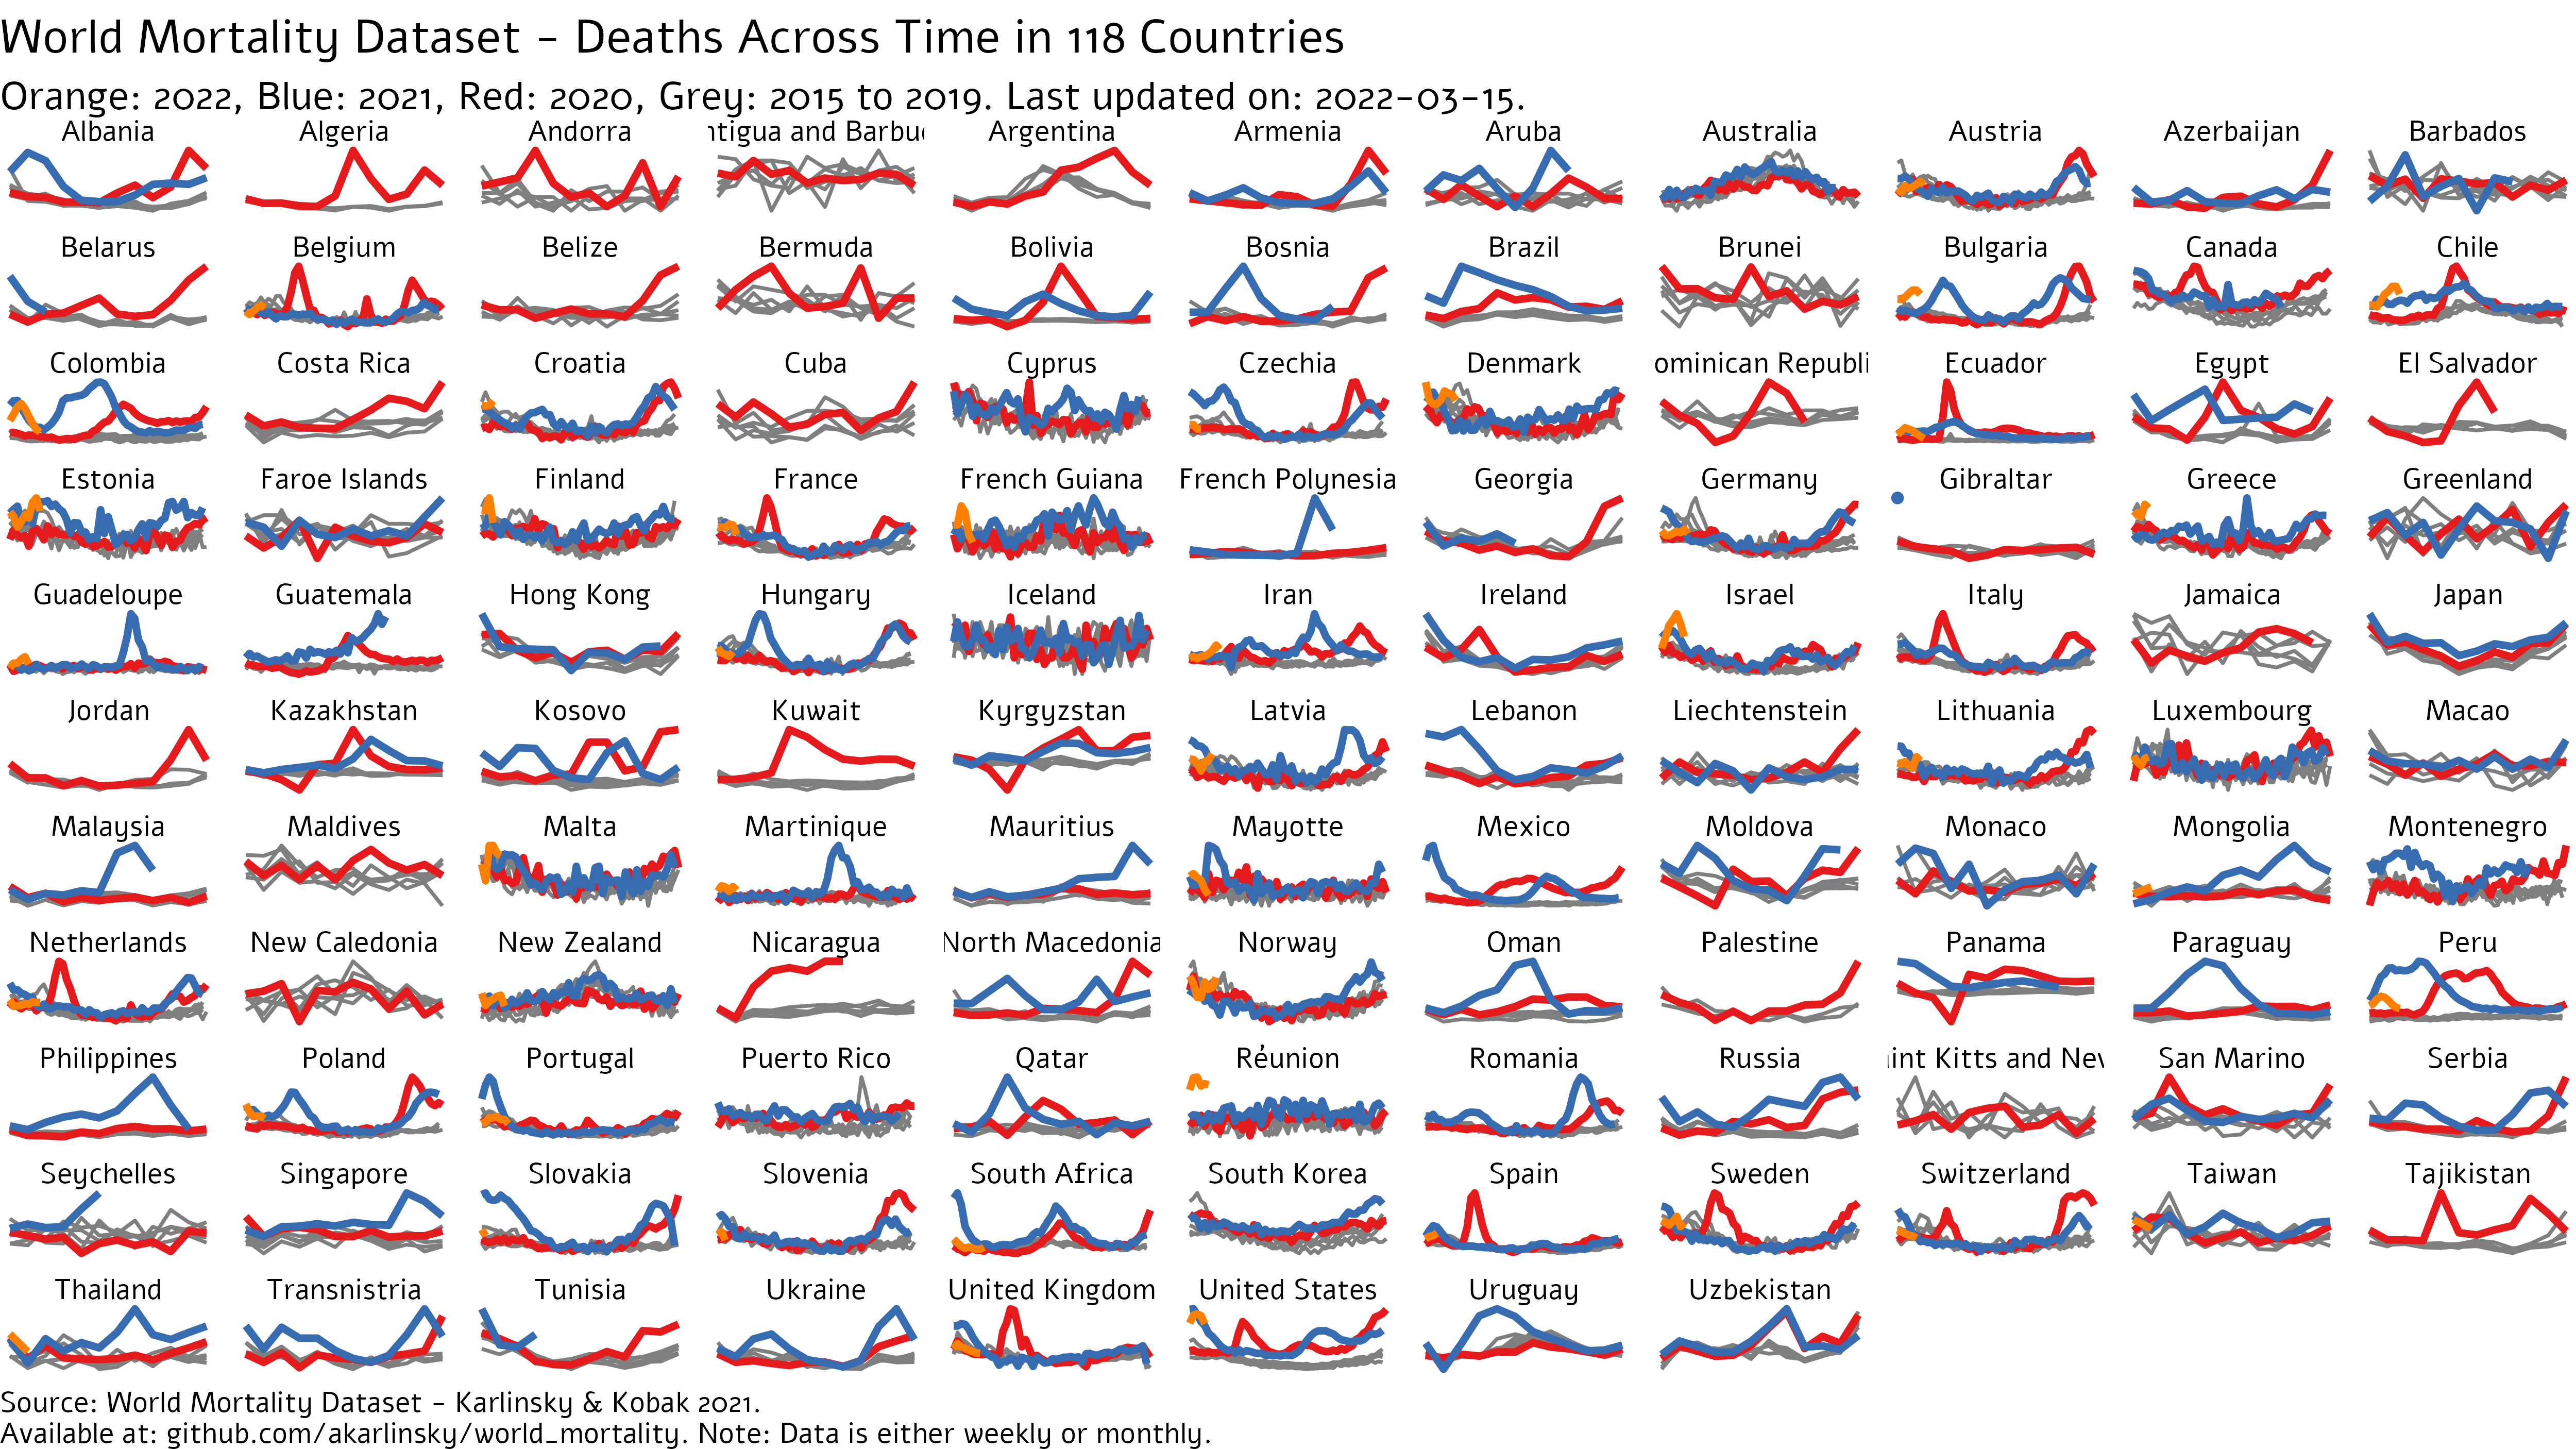 World Mortality Dataset - Deaths Across Time in 118 Countries
Orange: 2022, Blue: 2021, Red: 2020, Grey: 2015 to 2019. Last updated on: 2022-03-15.
Albania Algeria Andorra ntigua and Barbu Argentina Armenia Aruba Australia Austria Azerbaijan Barbados
Belarus Belgium Belize Bermuda Bolivia Bosnia Brazil Brunei Bulgaria Canada Chile
Colombia Costa Rica Croatia Cuba Cyprus Czechia Denmark ominican Republi Ecuador Egypt El Salvador
Estonia Faroe Islands Finland France French Guiana French Polynesia Georgia Germany Gibraltar Greece Greenland
Guadeloupe Guatemala Hong Kong Hungary Iceland Iran Ireland Israel Italy Jamaica Japan
Jordan Kazakhstan Kosovo Kuwait Kyrgyzstan Latvia Lebanon Liechtenstein Lithuania Luxembourg Macao
Malaysia Maldives Malta Martinique Mauritius Mayotte Mexico Moldova Monaco Mongolia Montenegro
Netherlands New Caledonia New Zealand Nicaragua North Macedonia Norway Oman Palestine Panama Paraguay Peru
Philippines Poland Portugal Puerto Rico Qatar Réunion Romania Russia int Kitts and Nev San Marino Serbia
Seychelles Singapore Slovakia Slovenia South Africa South Korea Spain Sweden Switzerland Taiwan Tajikistan
Thailand Transnistria Tunisia Ukraine United Kingdom United States Uruguay Uzbekistan
Source: World Mortality Dataset - Karlinsky & Kobak 2021.
Available at: github.com/akarlinsky/world_mortality. Note: Data is either weekly or monthly.